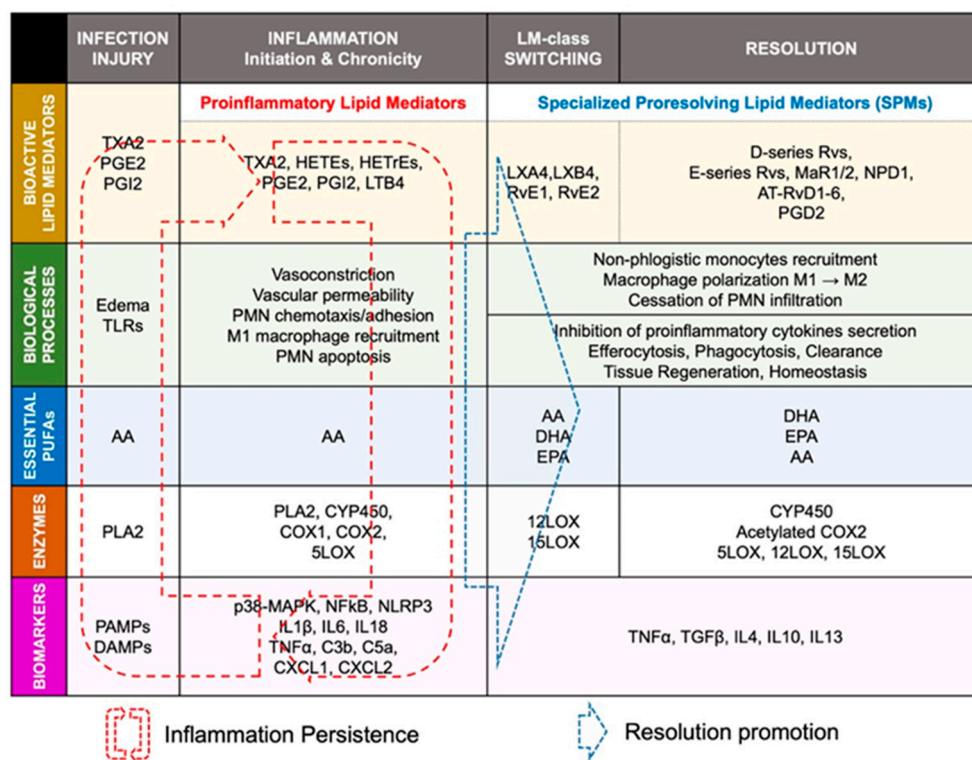 INFECTION
INJURY
INFLAMMATION
Initiation & Chronicity
LM-class
SWITCHING
RESOLUTION
BIOACTIVE
LIPID MEDIATORS
Proinflammatory Lipid Mediators
Specialized Proresolving Lipid Mediators (SPMs)
TXA2
PGE2
PGI2
TXA2, HETEs, HETrEs,
PGE2, PGI2, LTB4
LXA4,LXB4,
RvE1, RvE2
D-series Rvs,
E-series Rvs, MaR1/2, NPD1,
AT-RvD1-6,
PGD2
BIOLOGICAL
PROCESSES
Edema
TLRs
Vasoconstriction
Vascular permeability
PMN chemotaxis/adhesion
M1 macrophage recruitment
PMN apoptosis
Non-phlogistic monocytes recruitment
Macrophage polarization M1 → M2
Cessation of PMN infiltration
Inhibition of proinflammatory cytokines secretion
Efferocytosis, Phagocytosis, Clearance
Tissue Regeneration, Homeostasis
ESSENTIAL
PUFAs
AA
AA
AA
DHA
EPA
DHA
EPA
AA
ENZYMES
PLA2
PLA2, CYP450,
COX1, COX2,
5LOX
12LOX
15LOX
CYP450
Acetylated COX2
5LOX, 12LOX, 15LOX
BIOMARKERS
PAMPs
DAMPs
p38-MAPK, NFkB, NLRP3
IL1β, IL6, IL18
TNFα, C3b, C5a,
CXCL1, CXCL2
TNFα, TGFβ, IL4, IL10, IL13
Inflammation Persistence
Resolution promotion